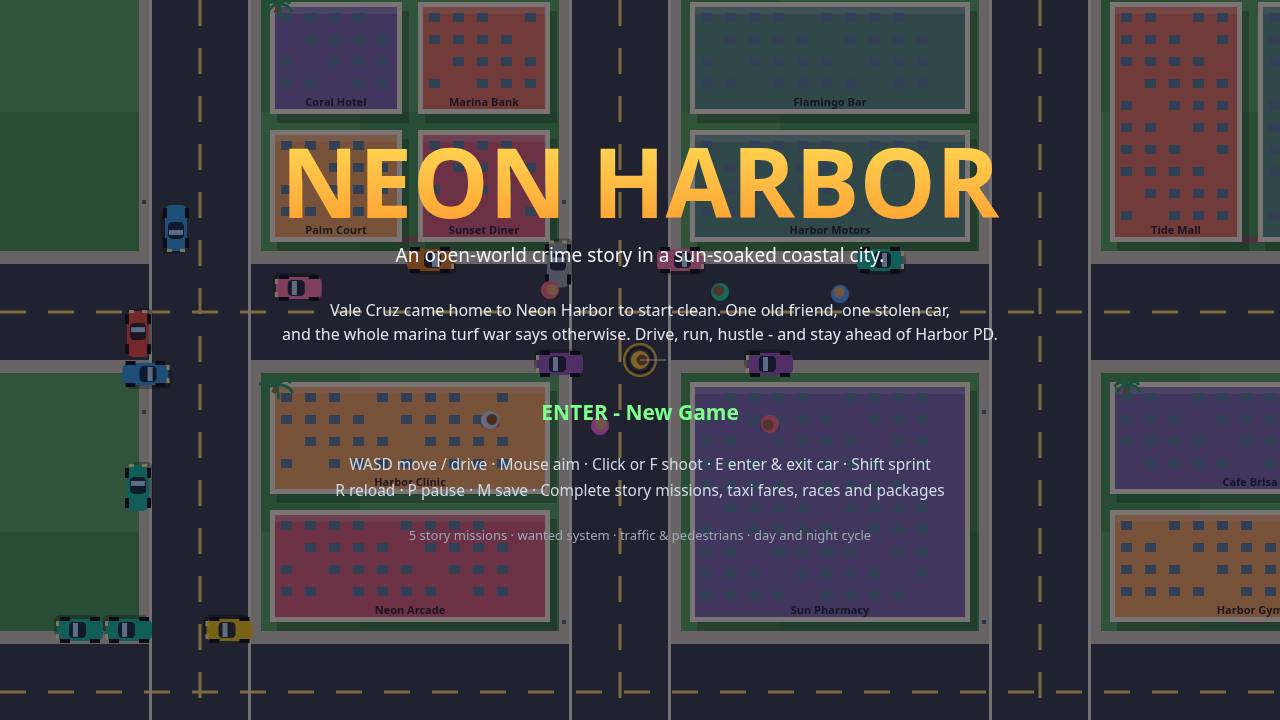 Coral Hotel
Marina Bank
Flamingo Bar
NEON HARBOR
Palm Court
Sunset Diner
Harbor Motors
Tide Mall
An open-world crime story in a sun-soaked coastal city.
Vale Cruz came home to Neon Harbor to start clean. One old friend, one stolen car,
and the whole marina turf war says otherwise. Drive, run, hustle - and stay ahead of Harbor PD.
ENTER - New Game
WASD move / drive · Mouse aim · Click or F shoot · E enter & exit car · Shift sprint
Harbor Clinic
Cafe Brisa
R reload · P pause · M save · Complete story missions, taxi fares, races and packages
5 story missions · wanted system · traffic & pedestrians · day and night cycle
Neon Arcade
Sun Pharmacy
Harbor Gym